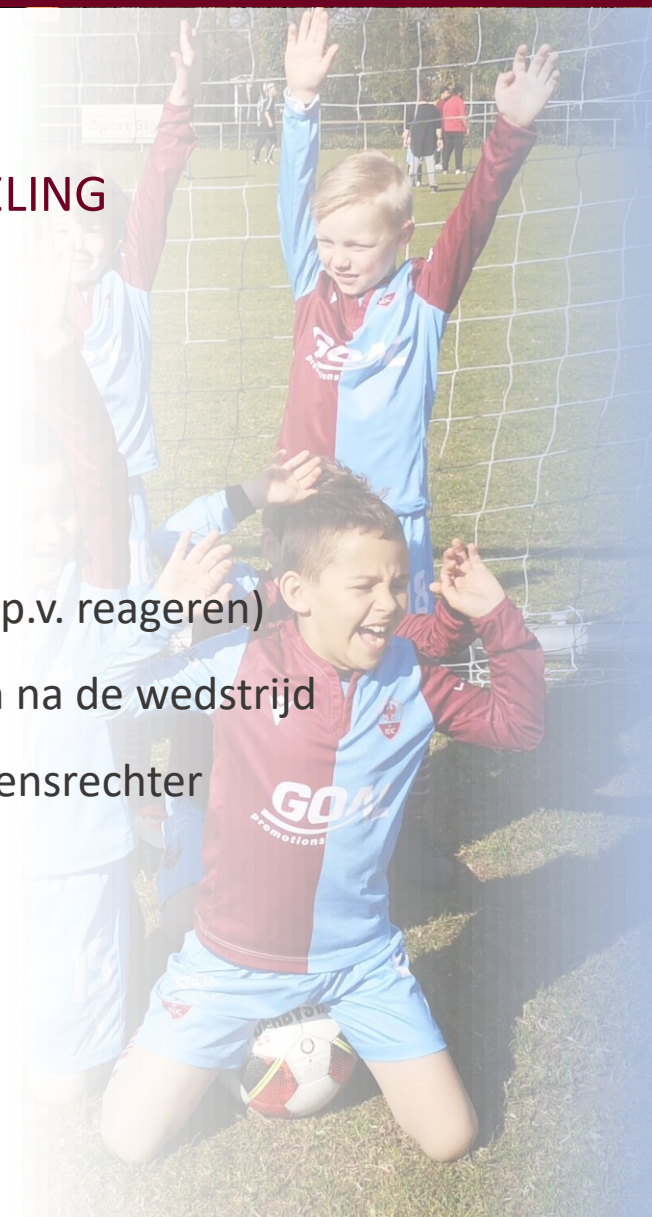 ELING
GOAL
promotions
p.v. reageren)
na de wedstrijd
ensrechter
GOAL
promotions